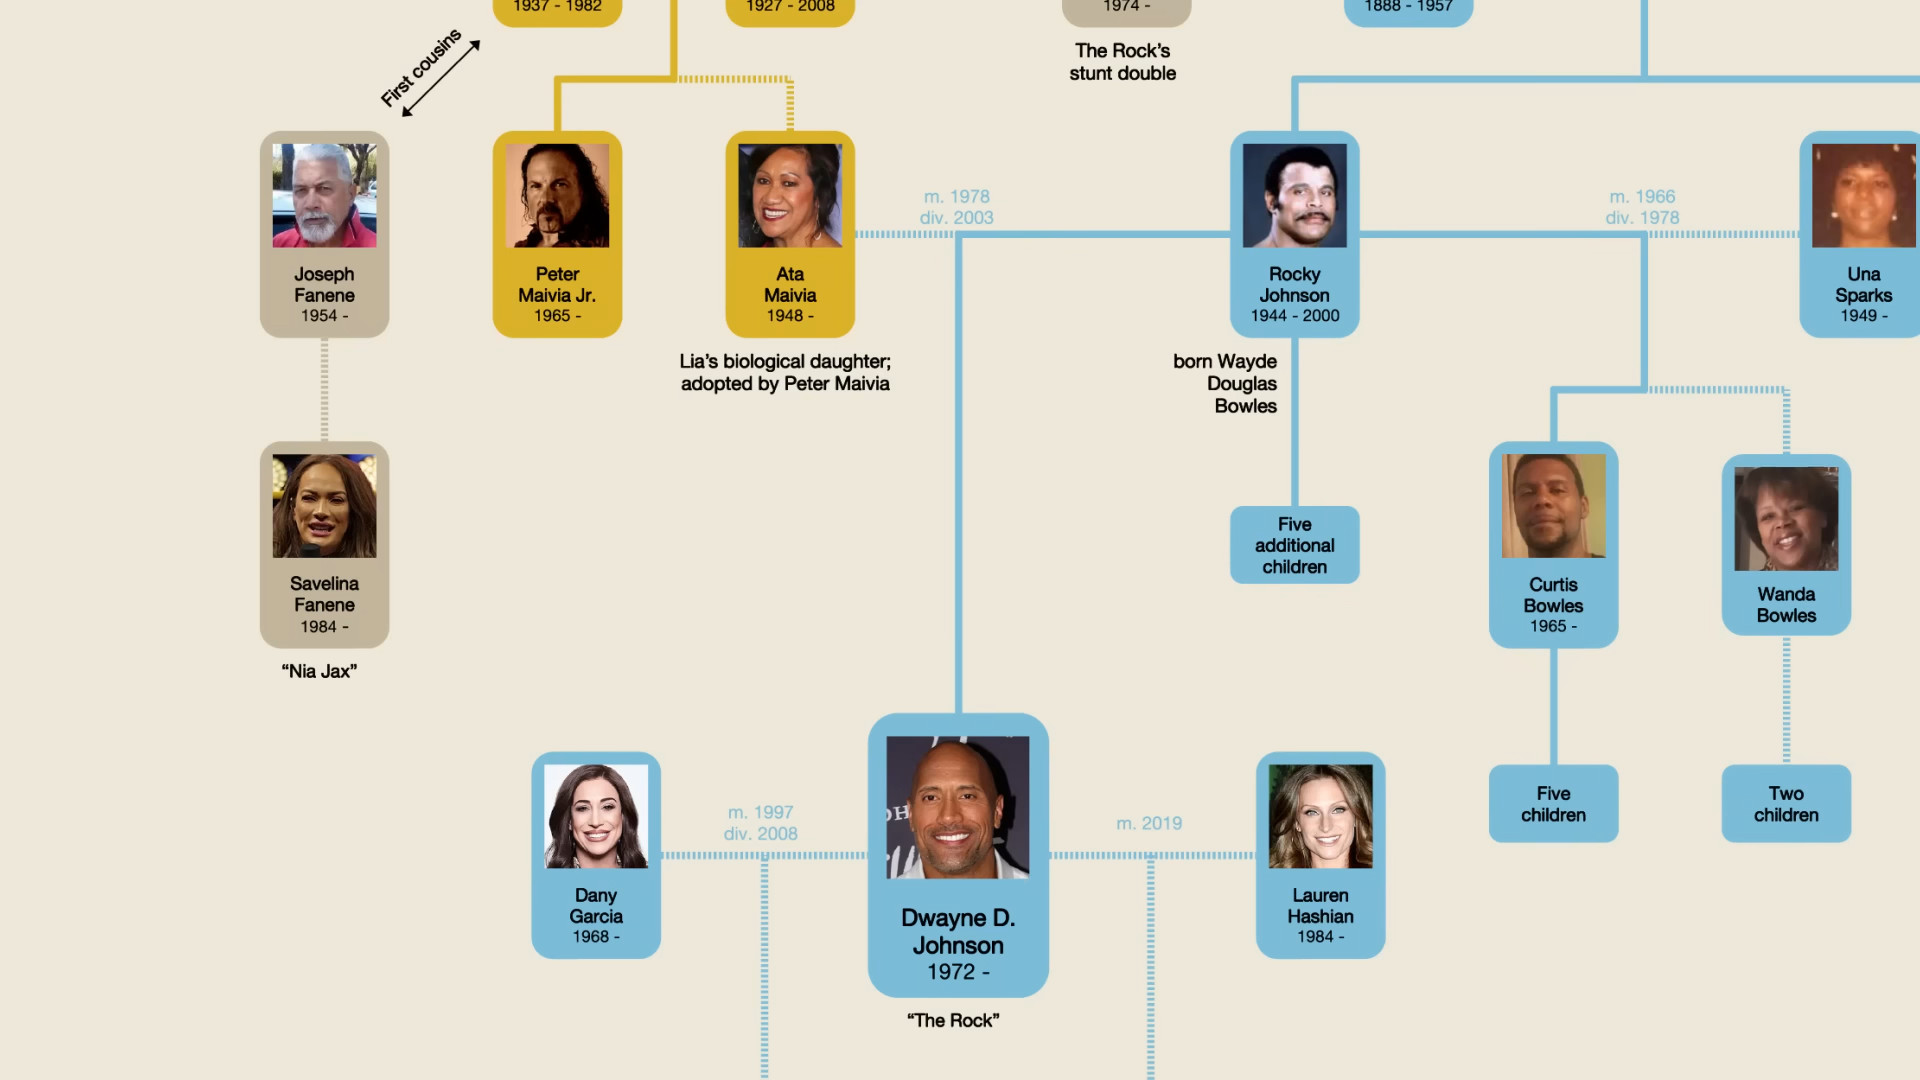 1937 - 1982
1927 - 2008
1974 -
1888 - 1957
First cousins
The Rock’s
stunt double
Joseph
Fanene
1954 -
Peter
Maivia Jr.
1965 -
Ata
Maivia
1948 -
m. 1978
div. 2003
Rocky
Johnson
1944 - 2000
m. 1966
div. 1978
Una
Sparks
1949 -
Lia’s biological daughter;
adopted by Peter Maivia
born Wayde
Douglas
Bowles
Five
additional
children
Savelina
Fanene
1984 -
“Nia Jax”
Curtis
Bowles
1965 -
Wanda
Bowles
Five
children
Two
children
Dany
Garcia
1968 -
m. 1997
div. 2008
OH
Dwayne D.
Johnson
1972 -
“The Rock”
m. 2019
Lauren
Hashian
1984 -